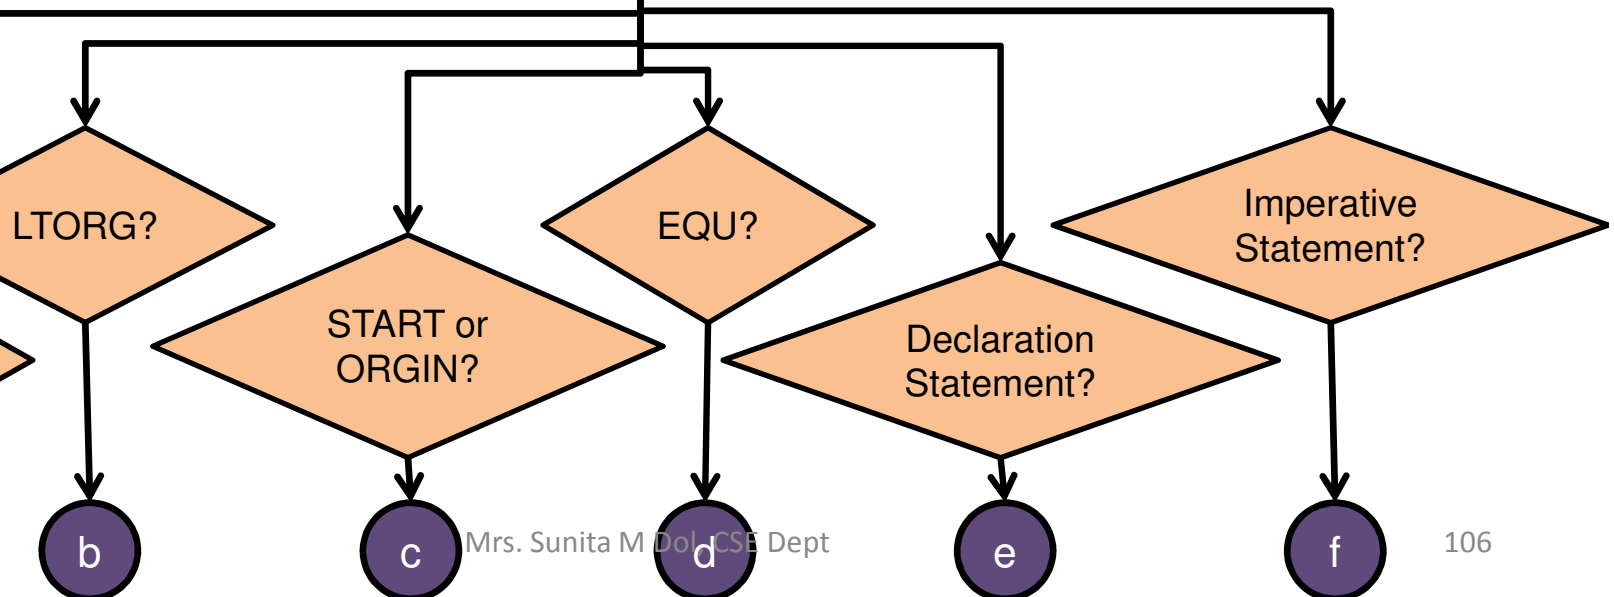 LTORG?
START or
ORGIN?
EQU?
Declaration
Statement?
Imperative
Statement?
b
c
d
e
f
Mrs. Sunita M Dol, CSE Dept
106